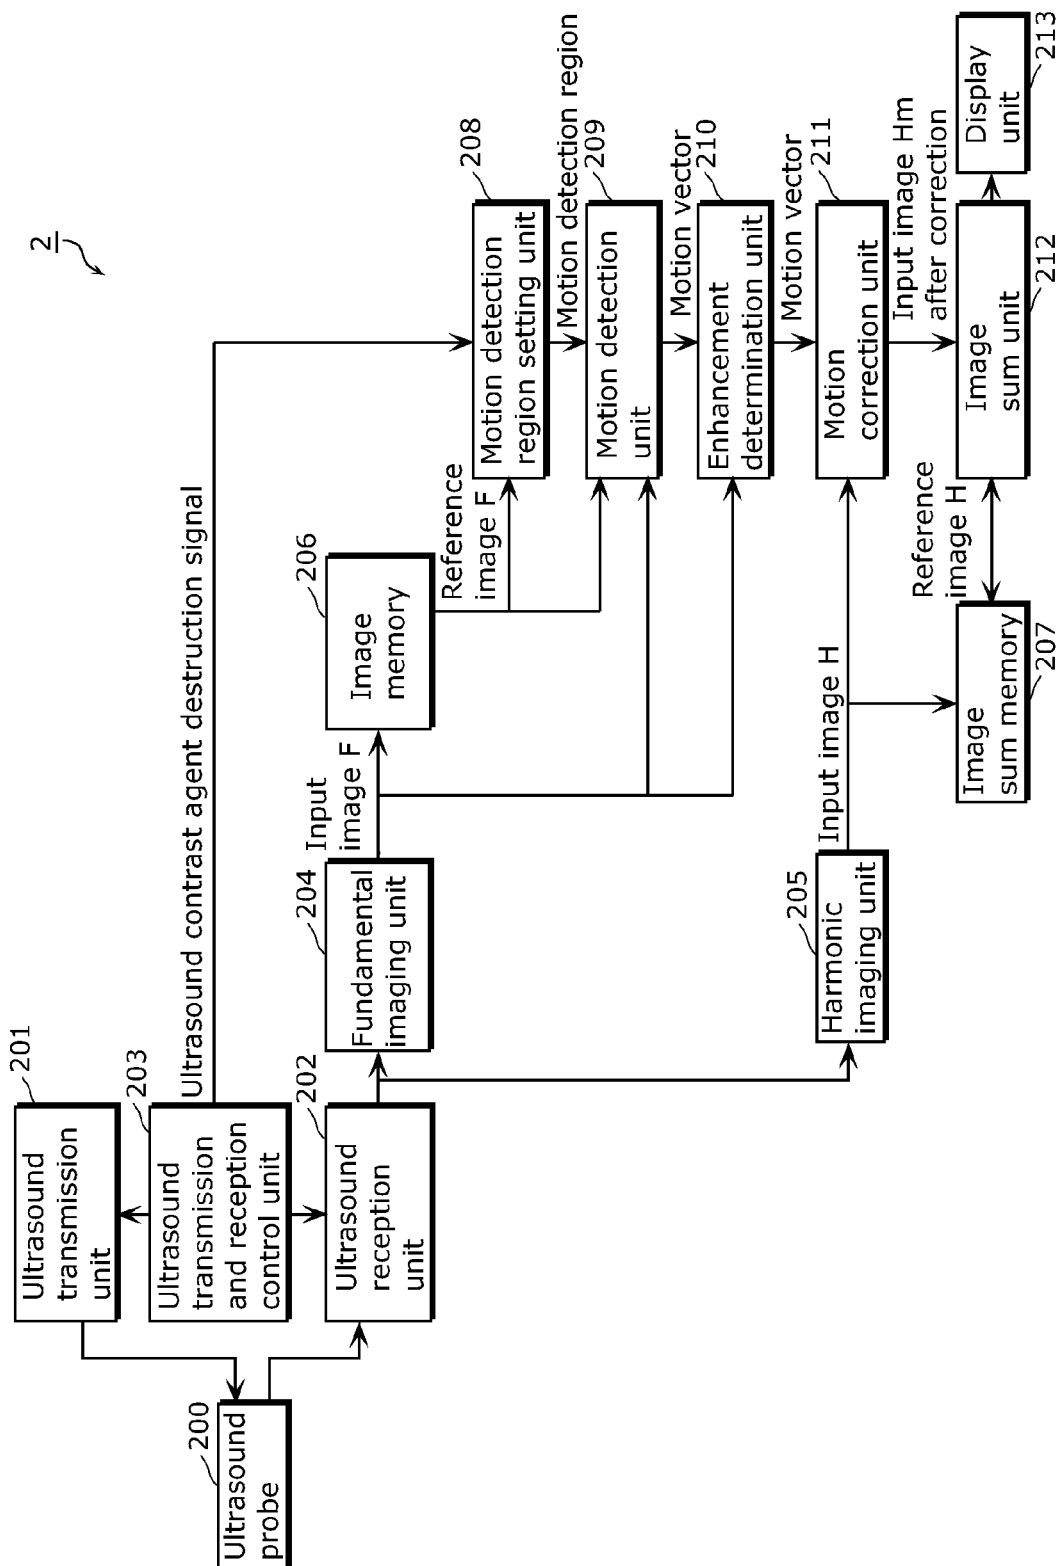 2
Ultrasound
probe
200
Ultrasound
transmission
unit
201
Ultrasound
transmission
and reception
control unit
203
Ultrasound
reception
unit
202
Ultrasound contrast agent destruction signal
Fundamental
imaging unit
204
Input
image F
Image
memory
206
Reference
image F
Harmonic
imaging unit
205
Input image H
Motion detection
region setting unit
208
Motion detection region
Motion detection
unit
209
Motion vector
Enhancement
determination unit
210
Motion vector
Motion
correction unit
211
Input image Hm
after correction
Image
sum memory
207
Reference
image H
Image
sum unit
212
Display
unit
213